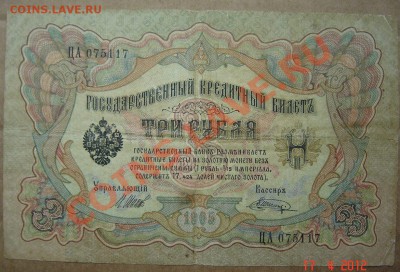 COINS.LAVE.RU
ЦА 075117
ГОСУДАРСТВЕННЫЙ КРЕДИТНЫЙ БИЛЕТЪ
ТРИ РУБЛЯ
ГОСУДАРСТВЕННЫЙ БАНКЪ РАЗМѢНИВАЕТЪ
КРЕДИТНЫЕ БИЛЕТЫ НА ЗОЛОТУЮ МОНЕТУ БЕЗЪ
ОГРАНИЧЕНІЯ СУММЫ (1 РУБЛЬ = 1/15 ИМПЕРІАЛА,
СОДЕРЖИТЪ 17,424 ДОЛЕЙ ЧИСТАГО ЗОЛОТА).
Управляющій Кассиръ
1905
ЦА 075117
17 4 2012